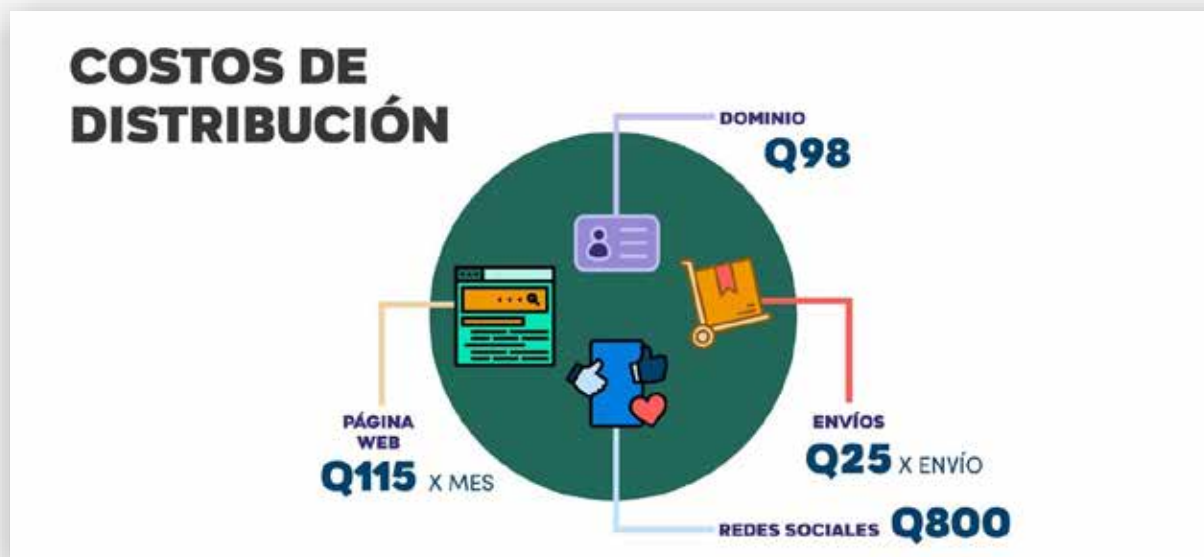 COSTOS DE
DISTRIBUCIÓN
DOMINIO
Q98
PÁGINA
WEB
Q115 X MES
ENVÍOS
Q25 X ENVÍO
REDES SOCIALES Q800